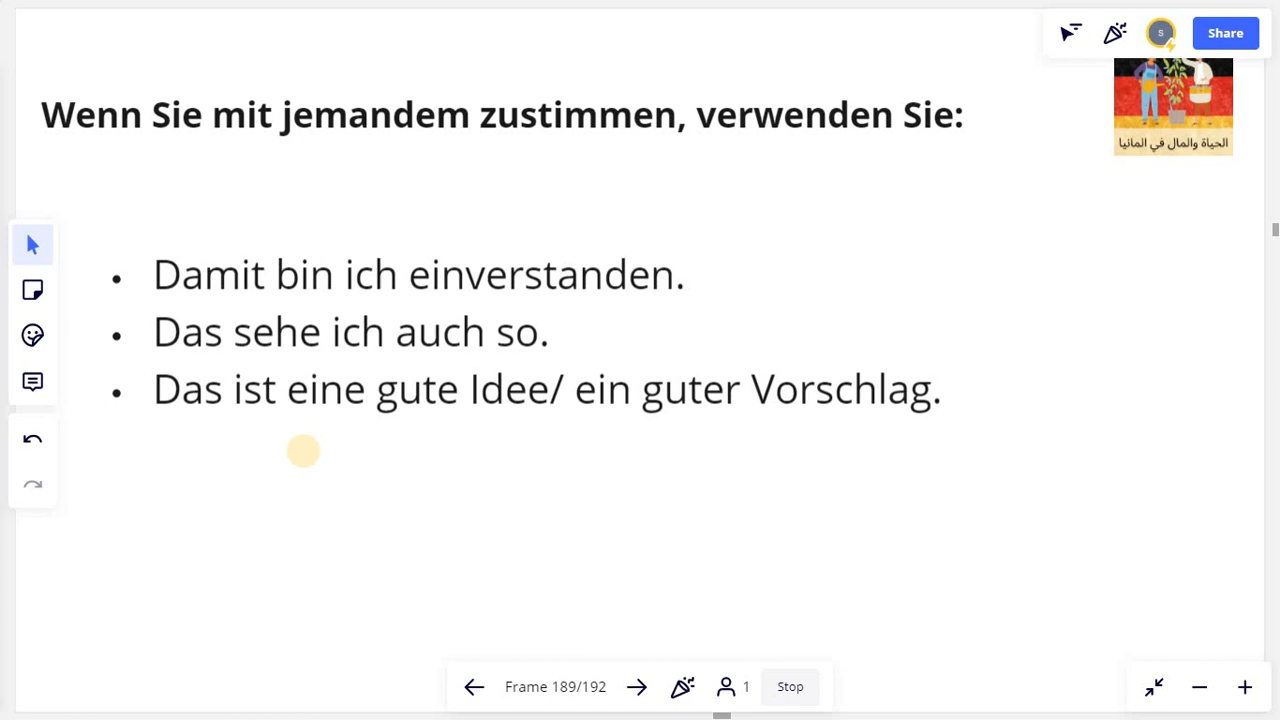 S
Share
Wenn Sie mit jemandem zustimmen, verwenden Sie:
الحياة والمال في المانيا
• Damit bin ich einverstanden.
• Das sehe ich auch so.
• Das ist eine gute Idee/ ein guter Vorschlag.
Frame 189/192
1
Stop